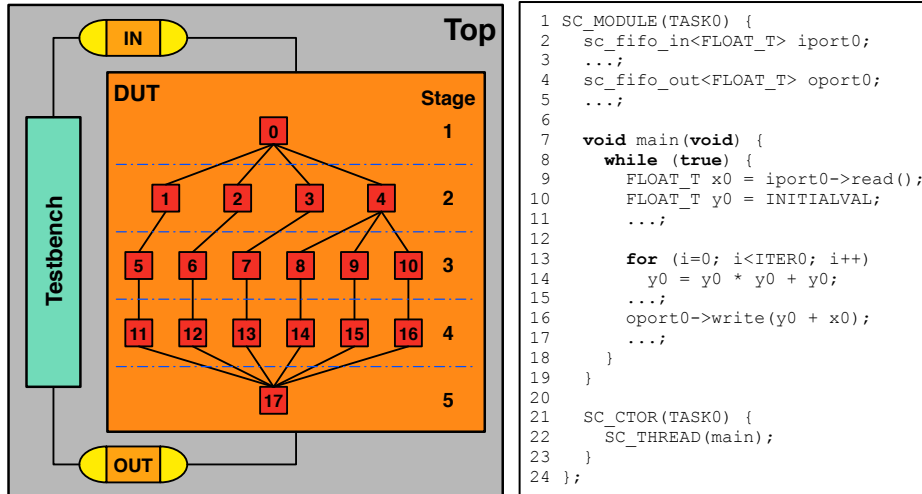 IN
Top
DUT
Stage
0
1
1
2
3
4
2
Testbench
5
6
7
8
9
10
3
11
12
13
14
15
16
4
17
5
OUT
1 SC_MODULE(TASK0) {
2 sc_fifo_in<FLOAT_T> iport0;
3 ...;
4 sc_fifo_out<FLOAT_T> oport0;
5 ...;
6
7 void main(void) {
8 while (true) {
9 FLOAT_T x0 = iport0->read();
10 FLOAT_T y0 = INITIALVAL;
11 ...;
12
13 for (i=0; i<ITER0; i++)
14 y0 = y0 * y0 + y0;
15 ...;
16 oport0->write(y0 + x0);
17 ...;
18 }
19 }
20
21 SC_CTOR(TASK0) {
22 SC_THREAD(main);
23 }
24 };